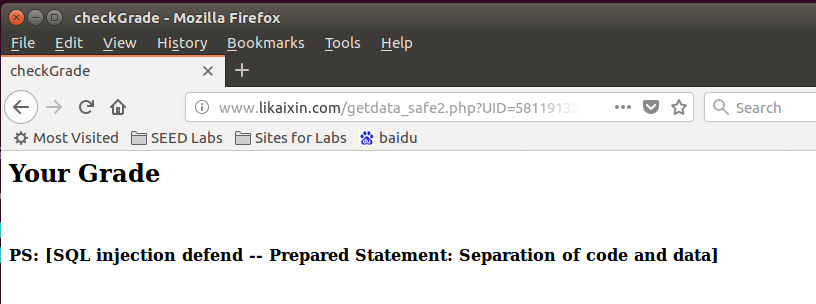 checkGrade - Mozilla Firefox
File Edit View History Bookmarks Tools Help
checkGrade
www.likaixin.com/getdata_safe2.php?UID=58119132 Search
Most Visited SEED Labs Sites for Labs baidu
Your Grade
PS: [SQL injection defend -- Prepared Statement: Separation of code and data]